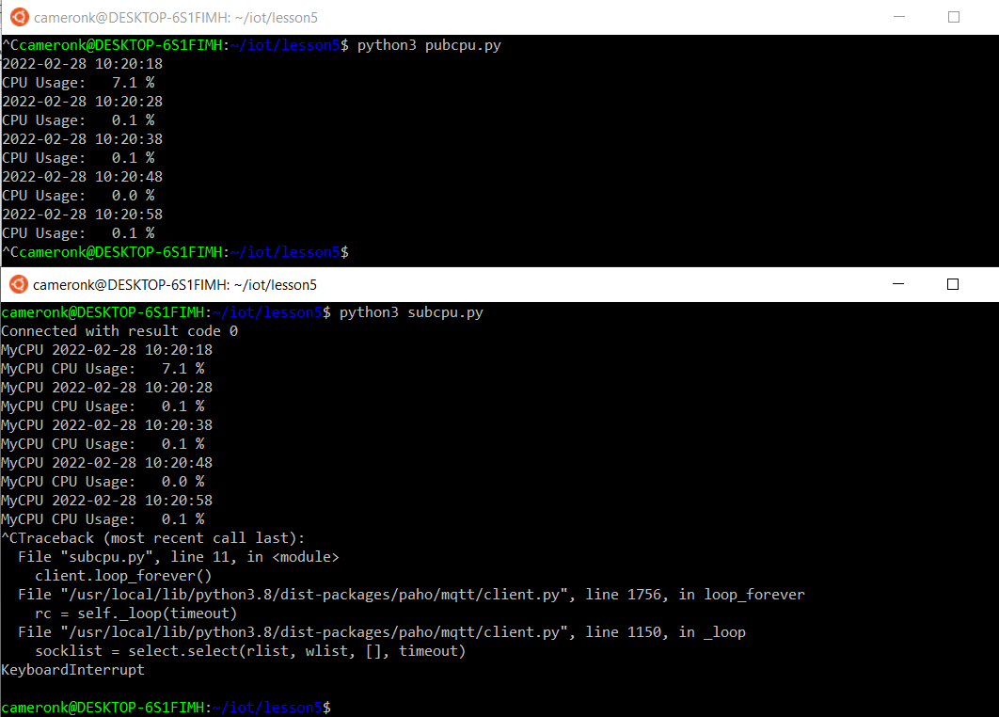 cameronk@DESKTOP-6S1FIMH: ~/iot/lesson5
^Ccameronk@DESKTOP-6S1FIMH:~/iot/lesson5$ python3 pubcpu.py
2022-02-28 10:20:18
CPU Usage:   7.1 %
2022-02-28 10:20:28
CPU Usage:   0.1 %
2022-02-28 10:20:38
CPU Usage:   0.1 %
2022-02-28 10:20:48
CPU Usage:   0.0 %
2022-02-28 10:20:58
CPU Usage:   0.1 %
^Ccameronk@DESKTOP-6S1FIMH:~/iot/lesson5$
cameronk@DESKTOP-6S1FIMH: ~/iot/lesson5
cameronk@DESKTOP-6S1FIMH:~/iot/lesson5$ python3 subcpu.py
Connected with result code 0
MyCPU 2022-02-28 10:20:18
MyCPU CPU Usage:   7.1 %
MyCPU 2022-02-28 10:20:28
MyCPU CPU Usage:   0.1 %
MyCPU 2022-02-28 10:20:38
MyCPU CPU Usage:   0.1 %
MyCPU 2022-02-28 10:20:48
MyCPU CPU Usage:   0.0 %
MyCPU 2022-02-28 10:20:58
MyCPU CPU Usage:   0.1 %
^CTraceback (most recent call last):
  File "subcpu.py", line 11, in <module>
    client.loop_forever()
  File "/usr/local/lib/python3.8/dist-packages/paho/mqtt/client.py", line 1756, in loop_forever
    rc = self._loop(timeout)
  File "/usr/local/lib/python3.8/dist-packages/paho/mqtt/client.py", line 1150, in _loop
    socklist = select.select(rlist, wlist, [], timeout)
KeyboardInterrupt
cameronk@DESKTOP-6S1FIMH:~/iot/lesson5$